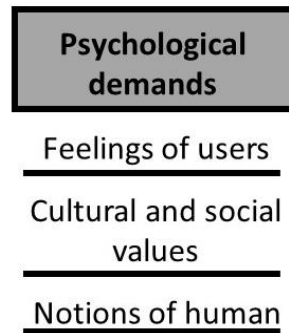 Psychological
demands
Feelings of users
Cultural and social
values
Notions of human